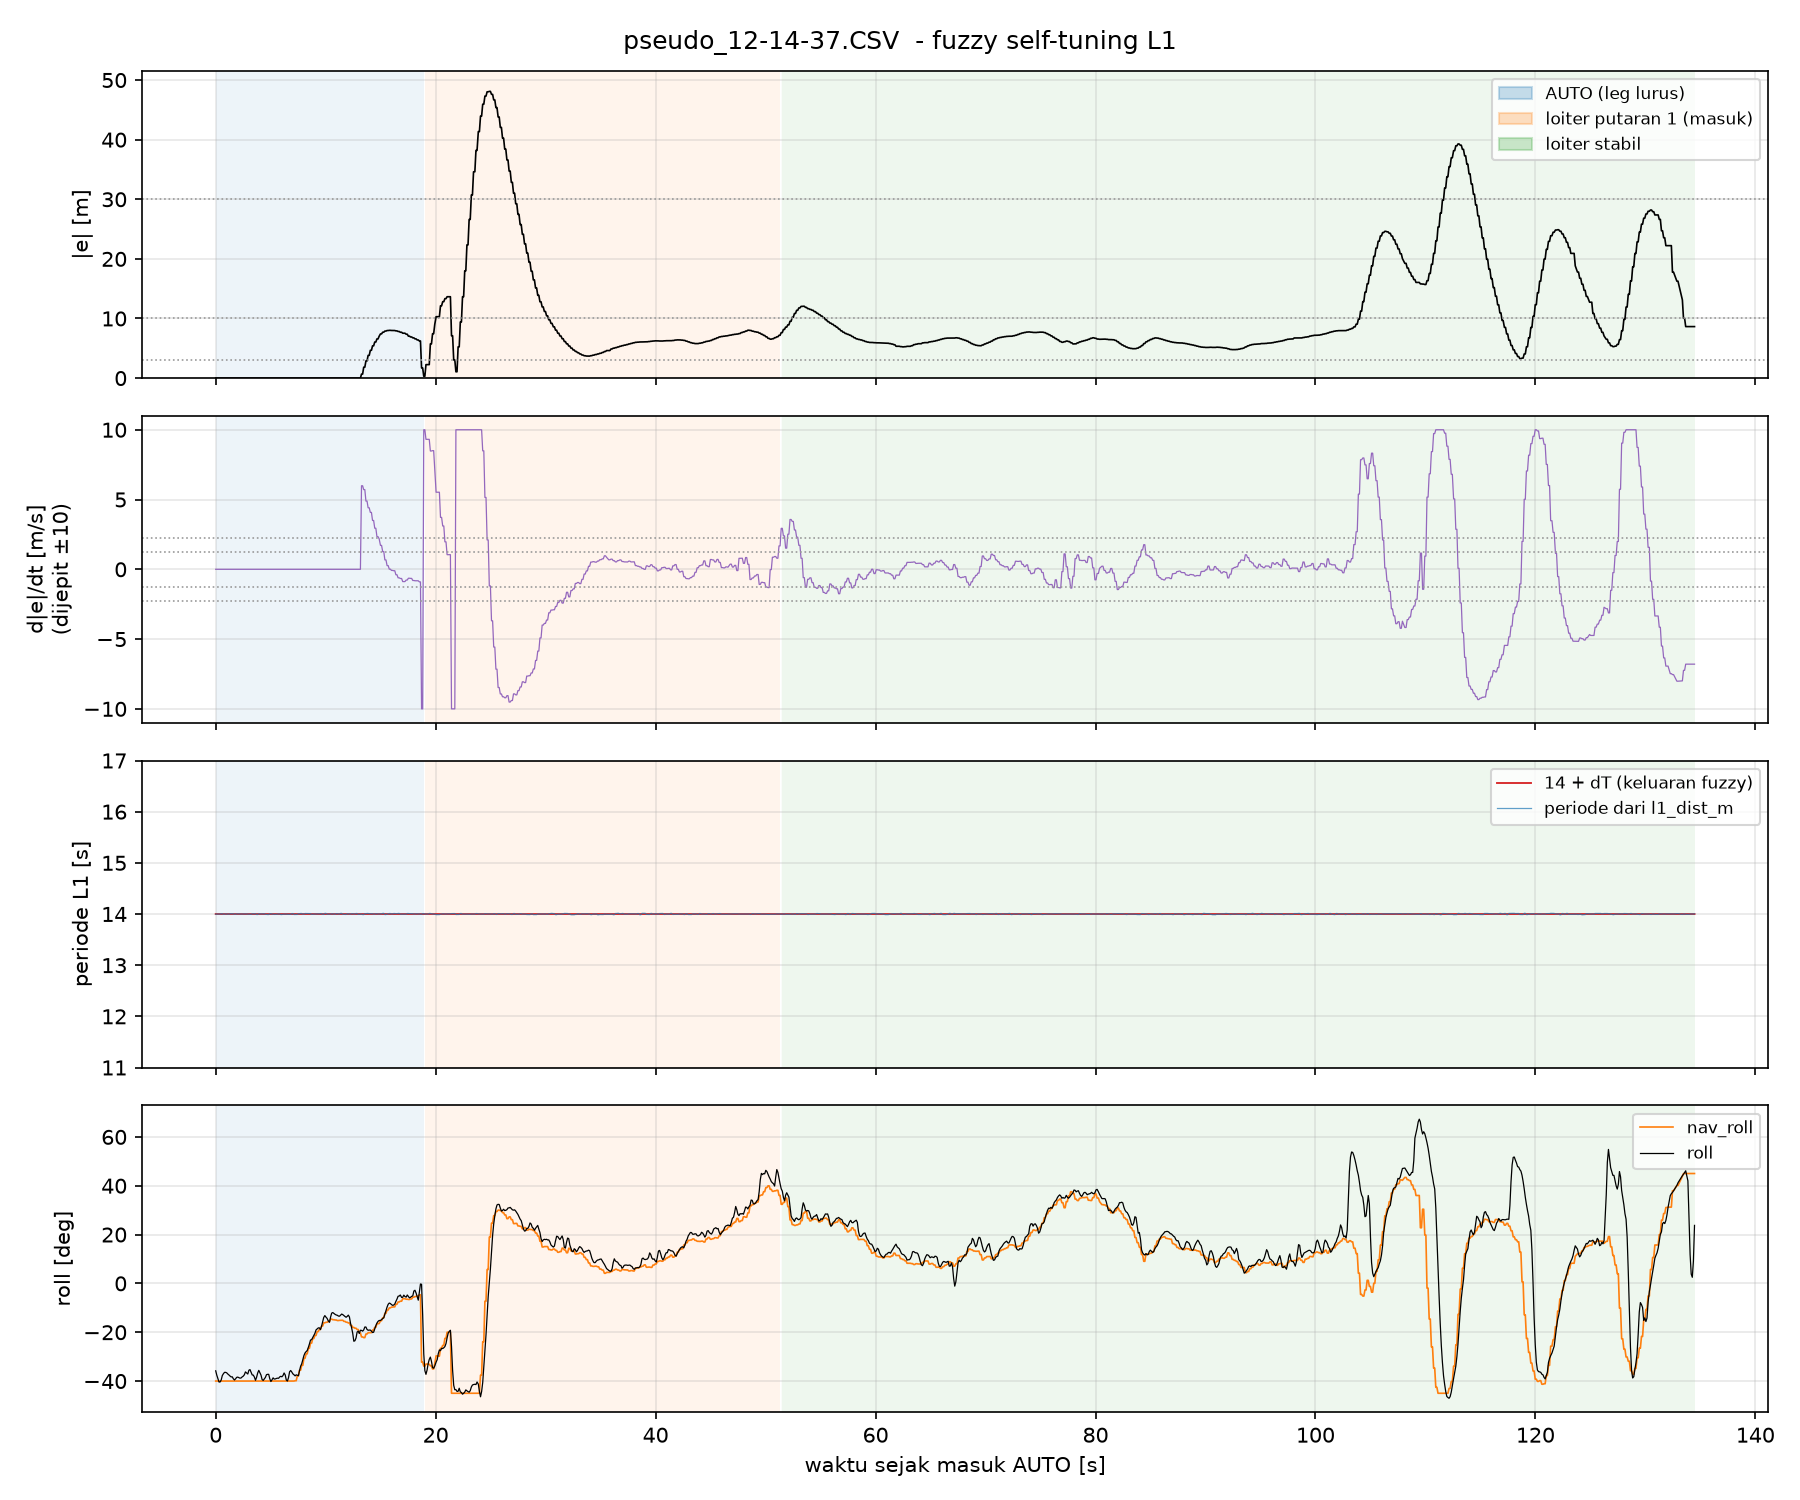 pseudo_12-14-37.CSV  - fuzzy self-tuning L1
50
40
30
20
10
0
|e| [m]
AUTO (leg lurus)
loiter putaran 1 (masuk)
loiter stabil
10
5
0
−5
−10
d|e|/dt [m/s]
(dijepit ±10)
17
16
15
14
13
12
11
periode L1 [s]
14 + dT (keluaran fuzzy)
periode dari l1_dist_m
60
40
20
0
−20
−40
roll [deg]
nav_roll
roll
0 20 40 60 80 100 120 140
waktu sejak masuk AUTO [s]